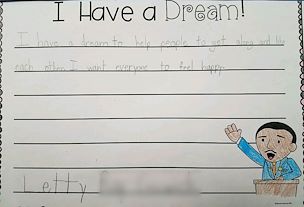 I Have a Dream!
I have a dream to help people to get along and like
each other. I want everyone to feel happy.
Letty